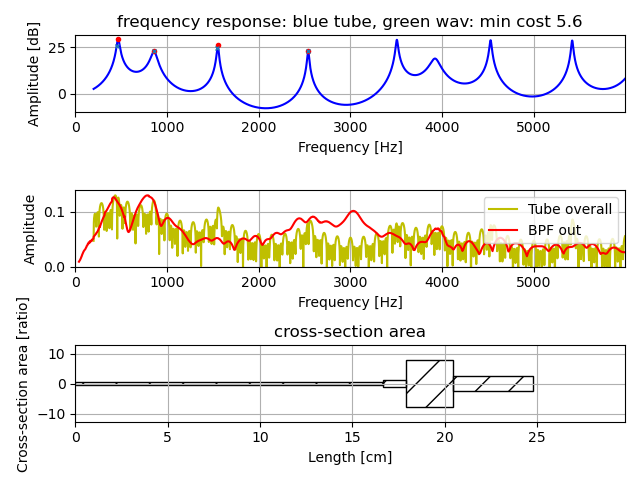 frequency response: blue tube, green wav: min cost 5.6
Amplitude [dB]
25
0
0
1000
2000
3000
4000
5000
Frequency [Hz]
Amplitude
0.1
0.0
Tube overall
BPF out
0
1000
2000
3000
4000
5000
Frequency [Hz]
cross-section area
Cross-section area [ratio]
10
0
−10
0
5
10
15
20
25
Length [cm]